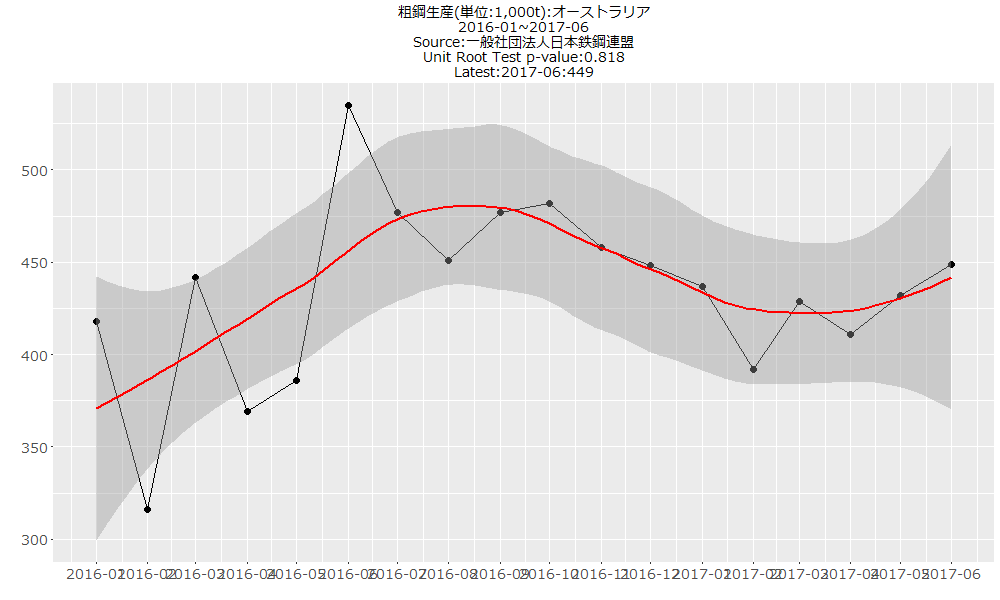 粗鋼生産(単位:1,000t):オーストラリア
2016-01~2017-06
Source:一般社団法人日本鉄鋼連盟
Unit Root Test p-value:0.818
Latest:2017-06:449
500
450
400
350
300
2016-01 2016-02 2016-03 2016-04 2016-05 2016-06 2016-07 2016-08 2016-09 2016-10 2016-11 2016-12 2017-01 2017-02 2017-03 2017-04 2017-05 2017-06